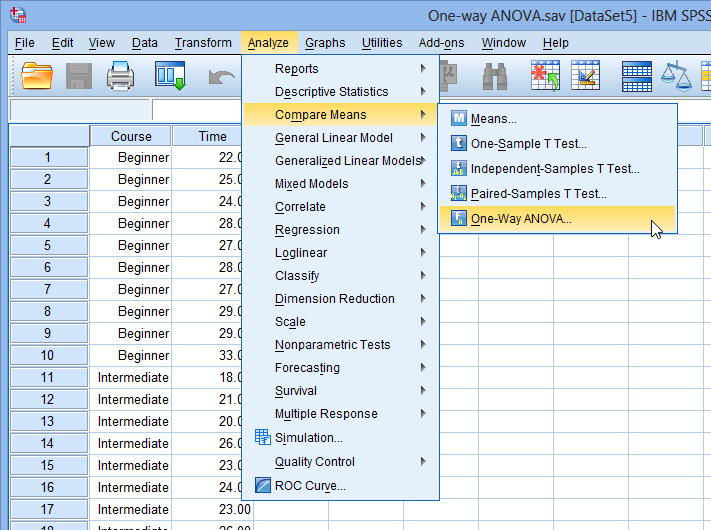 One-way ANOVA.sav [DataSet5] - IBM SPSS
File Edit View Data Transform Analyze Graphs Utilities Add-ons Window Help
Reports
Descriptive Statistics
Compare Means
General Linear Model
Generalized Linear Models
Mixed Models
Correlate
Regression
Loglinear
Classify
Dimension Reduction
Scale
Nonparametric Tests
Forecasting
Survival
Multiple Response
Simulation...
Quality Control
ROC Curve...
M Means...
t One-Sample T Test...
Independent-Samples T Test...
Paired-Samples T Test...
One-Way ANOVA...
Course Time
1 Beginner 22.0
2 Beginner 25.0
3 Beginner 24.0
4 Beginner 28.0
5 Beginner 27.0
6 Beginner 28.0
7 Beginner 27.0
8 Beginner 29.0
9 Beginner 29.0
10 Beginner 33.0
11 Intermediate 18.0
12 Intermediate 21.0
13 Intermediate 20.0
14 Intermediate 26.0
15 Intermediate 23.0
16 Intermediate 24.0
17 Intermediate 23.00
18 Intermediate 26.00